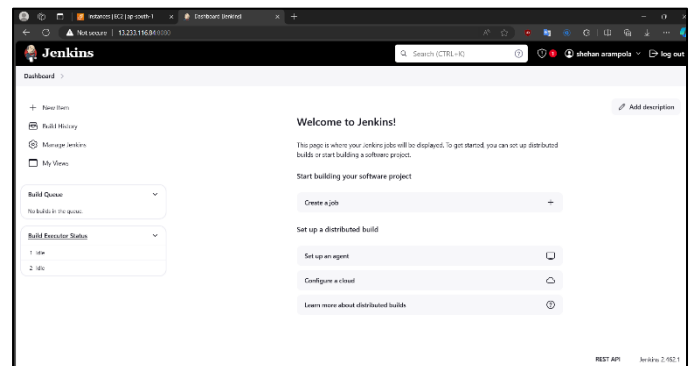 Instances | EC2 | ap-south-1
Dashboard [Jenkins]
Not secure | 13.233.116.84:8080
Jenkins
Search (CTRL+K)
shehan arampola
log out
Dashboard
New Item
Build History
Manage Jenkins
My Views
Build Queue
No builds in the queue.
Build Executor Status
1 Idle
2 Idle
Add description
Welcome to Jenkins!
This page is where your Jenkins jobs will be displayed. To get started, you can set up distributed
builds or start building a software project.
Start building your software project
Create a job
Set up a distributed build
Set up an agent
Configure a cloud
Learn more about distributed builds
REST API
Jenkins 2.492.1